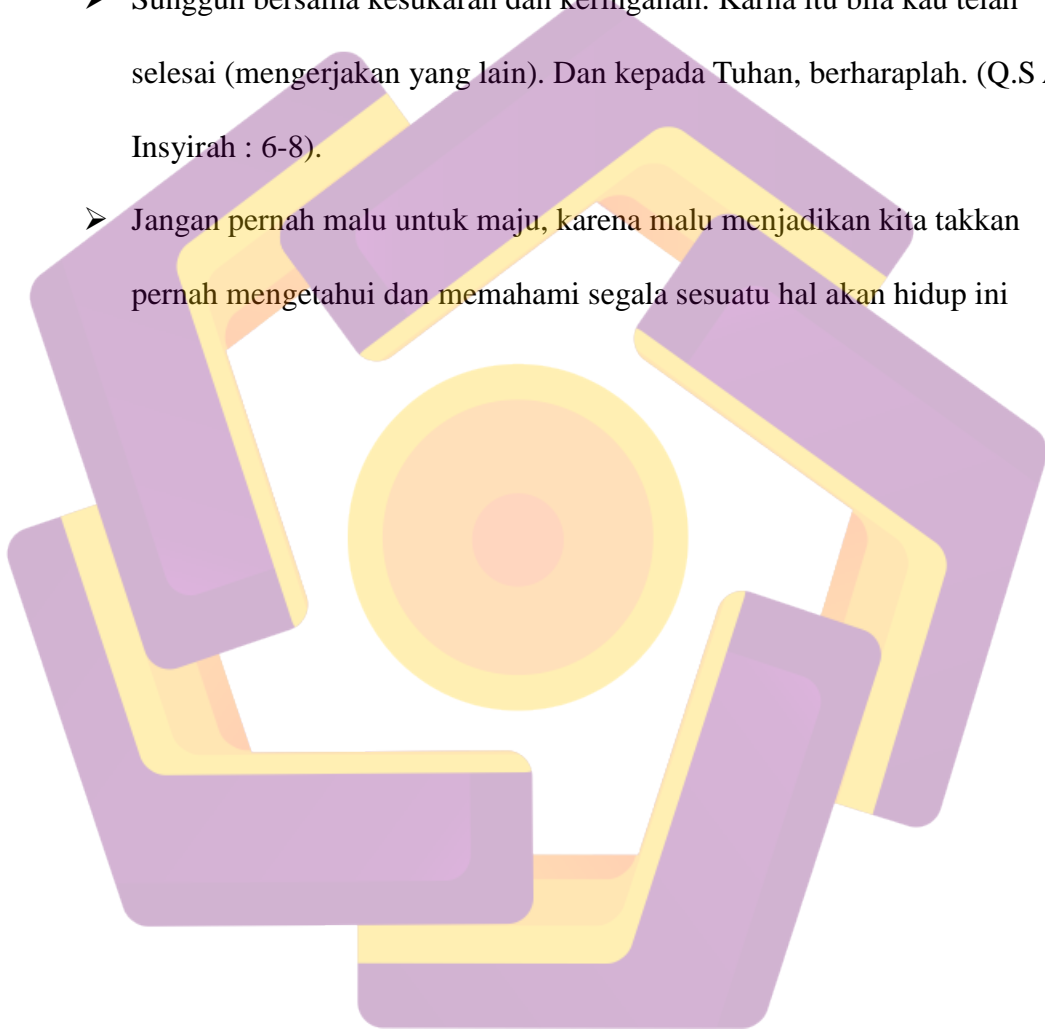 ➢ Sungguh bersama kesukaran dan keringanan. Karna itu bila kau telah
selesai (mengerjakan yang lain). Dan kepada Tuhan, berharaplah. (Q.S
Insyirah : 6-8).
➢ Jangan pernah malu untuk maju, karena malu menjadikan kita takkan
pernah mengetahui dan memahami segala sesuatu hal akan hidup ini